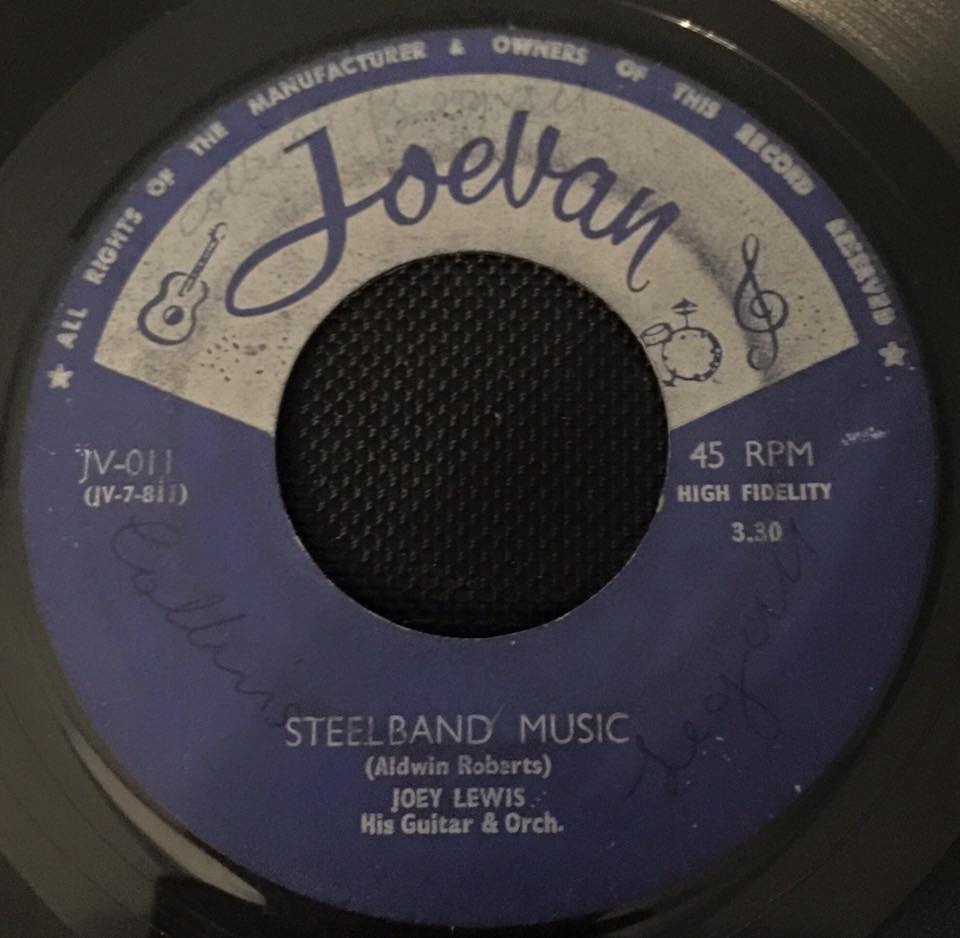 ALL RIGHTS OF THE MANUFACTURER & OWNERS OF THIS RECORD RESERVED
Joevan
JV-011
(JV-7-811)
45 RPM
HIGH FIDELITY
3.30
STEELBAND MUSIC
(Aldwin Roberts)
JOEY LEWIS
His Guitar & Orch.